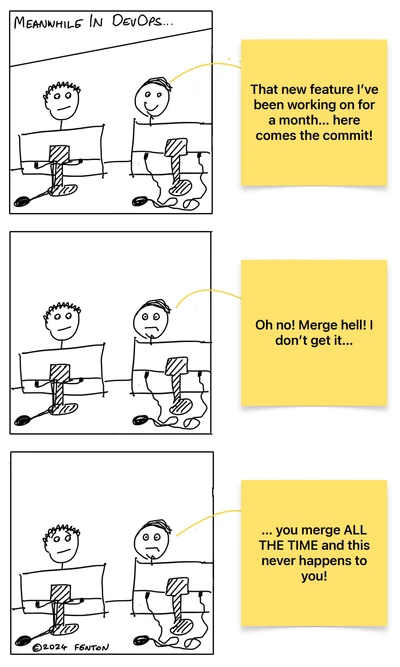 MEANWHILE IN DEVOPS...
That new feature I've
been working on for
a month... here
comes the commit!
Oh no! Merge hell! I
don't get it...
... you merge ALL
THE TIME and this
never happens to
you!
©2024 FENTON